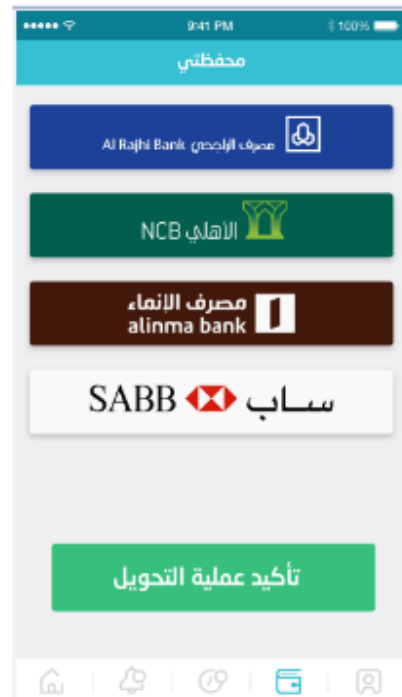 9:41 PM 100%
محفظتي
مصرف الراجحي Al Rajhi Bank
الأهلي NCB
مصرف الإنماء
alinma bank
ساب SABB
تأكيد عملية التحويل